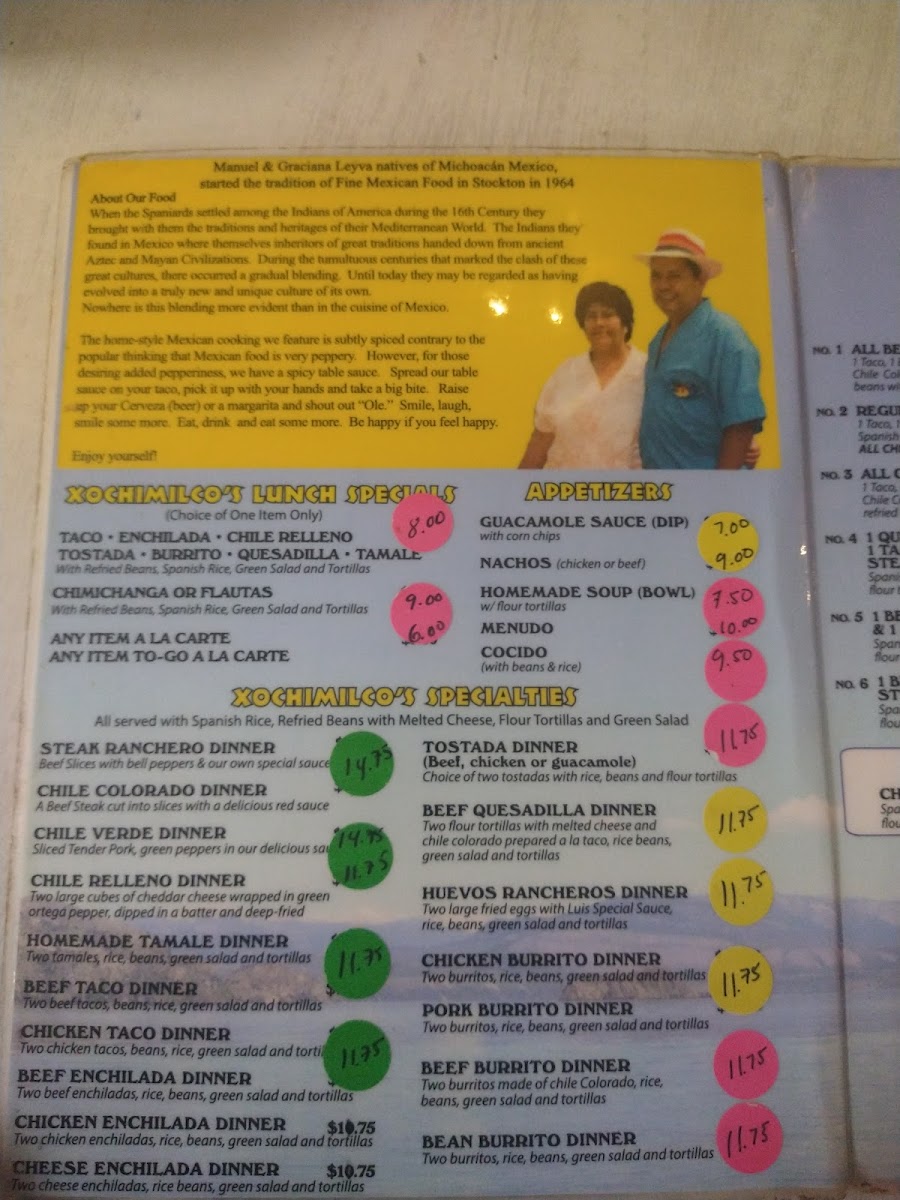 Manuel & Graciana Leyva natives of Michoacán Mexico,
started the tradition of Fine Mexican Food in Stockton in 1964
About Our Food
When the Spaniards settled among the Indians of America during the 16th Century they
brought with them the traditions and heritages of their Mediterranean World. The Indians they
found in Mexico where themselves inheritors of great traditions handed down from ancient
Aztec and Mayan Civilizations. During the tumultuous centuries that marked the clash of these
great cultures, there occurred a gradual blending. Until today they may be regarded as having
evolved into a truly new and unique culture of its own.
Nowhere is this blending more evident than in the cuisine of Mexico.
The home-style Mexican cooking we feature is subtly spiced contrary to the
popular thinking that Mexican food is very peppery. However, for those
desiring added pepperiness, we have a spicy table sauce. Spread our table
sauce on your taco, pick it up with your hands and take a big bite. Raise
up your Cerveza (beer) or a margarita and shout out "Ole." Smile, laugh,
smile some more. Eat, drink and eat some more. Be happy if you feel happy.
Enjoy yourself!
XOCHIMILCO'S LUNCH SPECIALS
(Choice of One Item Only)
8.00
TACO • ENCHILADA • CHILE RELLENO
TOSTADA • BURRITO • QUESADILLA • TAMALE
With Refried Beans, Spanish Rice, Green Salad and Tortillas
CHIMICHANGA OR FLAUTAS 9.00
With Refried Beans, Spanish Rice, Green Salad and Tortillas
6.00
ANY ITEM A LA CARTE
ANY ITEM TO-GO A LA CARTE
APPETIZERS
GUACAMOLE SAUCE (DIP) 7.00
with corn chips
NACHOS (chicken or beef) 9.00
HOMEMADE SOUP (BOWL) 7.50
w/ flour tortillas
MENUDO 10.00
COCIDO 9.50
(with beans & rice)
XOCHIMILCO'S SPECIALTIES
All served with Spanish Rice, Refried Beans with Melted Cheese, Flour Tortillas and Green Salad
STEAK RANCHERO DINNER
Beef Slices with bell peppers & our own special sauce
14.75
CHILE COLORADO DINNER
A Beef Steak cut into slices with a delicious red sauce
CHILE VERDE DINNER 14.75
Sliced Tender Pork, green peppers in our delicious
11.75
CHILE RELLENO DINNER
Two large cubes of cheddar cheese wrapped in green
ortega pepper, dipped in a batter and deep-fried
HOMEMADE TAMALE DINNER
Two tamales, rice, beans, green salad and tortillas
11.75
BEEF TACO DINNER
Two beef tacos, beans, rice, green salad and tortillas
CHICKEN TACO DINNER
Two chicken tacos, beans, rice, green salad and
11.75
BEEF ENCHILADA DINNER
Two beef enchiladas, rice, beans, green salad and tortillas
CHICKEN ENCHILADA DINNER $10.75
Two chicken enchiladas, rice, beans, green salad and tortillas
CHEESE ENCHILADA DINNER $10.75
Two cheese enchiladas, rice, beans, green salad and tortillas
TOSTADA DINNER 11.75
(Beef, chicken or guacamole)
Choice of two tostadas with rice, beans and flour tortillas
BEEF QUESADILLA DINNER 11.75
Two flour tortillas with melted cheese and
chile colorado prepared a la taco, rice beans,
green salad and tortillas
HUEVOS RANCHEROS DINNER 11.75
Two large fried eggs with Luis Special Sauce,
rice, beans, green salad and tortillas
CHICKEN BURRITO DINNER
Two burritos, rice, beans, green salad and tortillas
11.75
PORK BURRITO DINNER
Two burritos, rice, beans, green salad and tortillas
BEEF BURRITO DINNER 11.75
Two burritos made of chile Colorado, rice,
beans, green salad and tortillas
BEAN BURRITO DINNER 11.75
Two burritos, rice, beans, green salad and tortillas
NO. 1 ALL
1 Taco, 1
Chile
beans
NO. 2
1 Taco, 1
Spanish
ALL
NO. 3 ALL
1 Taco,
Chile
refried
NO. 4 1
1
flour
NO. 5 1
& 1
flour
NO. 6 1
flour